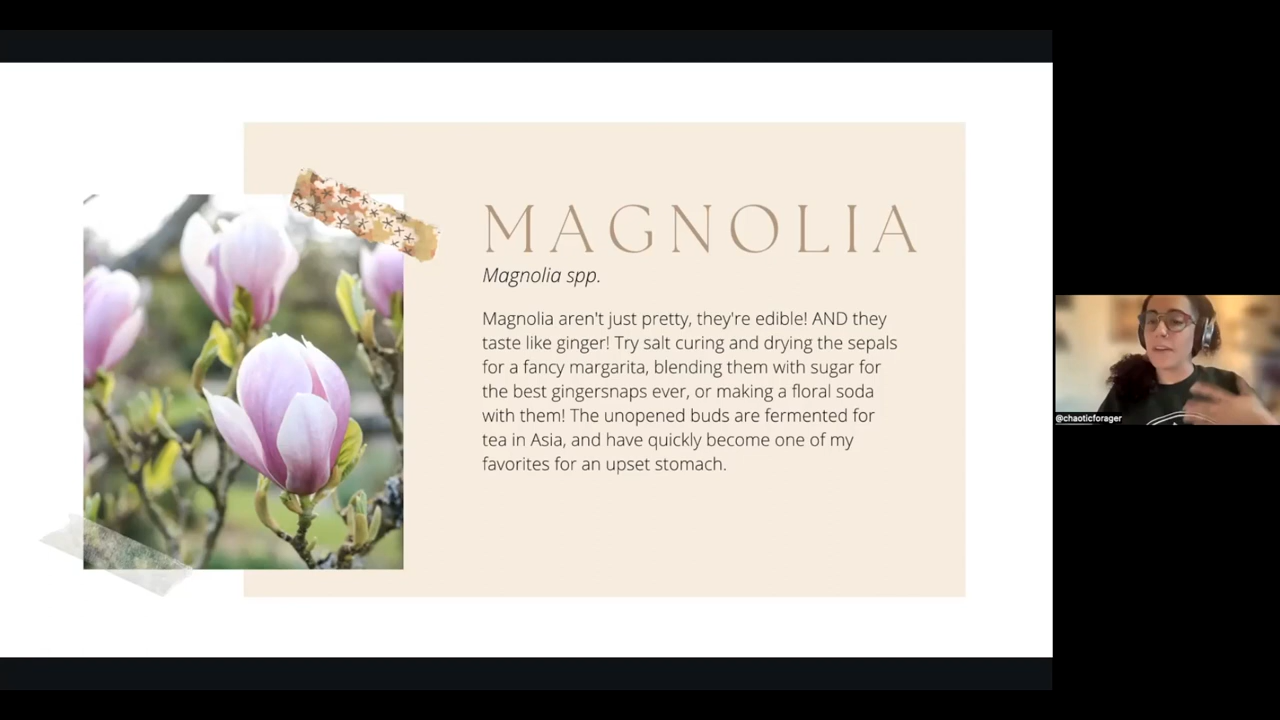 MAGNOLIA
Magnolia spp.
Magnolia aren't just pretty, they're edible! AND they
taste like ginger! Try salt curing and drying the sepals
for a fancy margarita, blending them with sugar for
the best gingersnaps ever, or making a floral soda
with them! The unopened buds are fermented for
tea in Asia, and have quickly become one of my
favorites for an upset stomach.
@chaoticforager